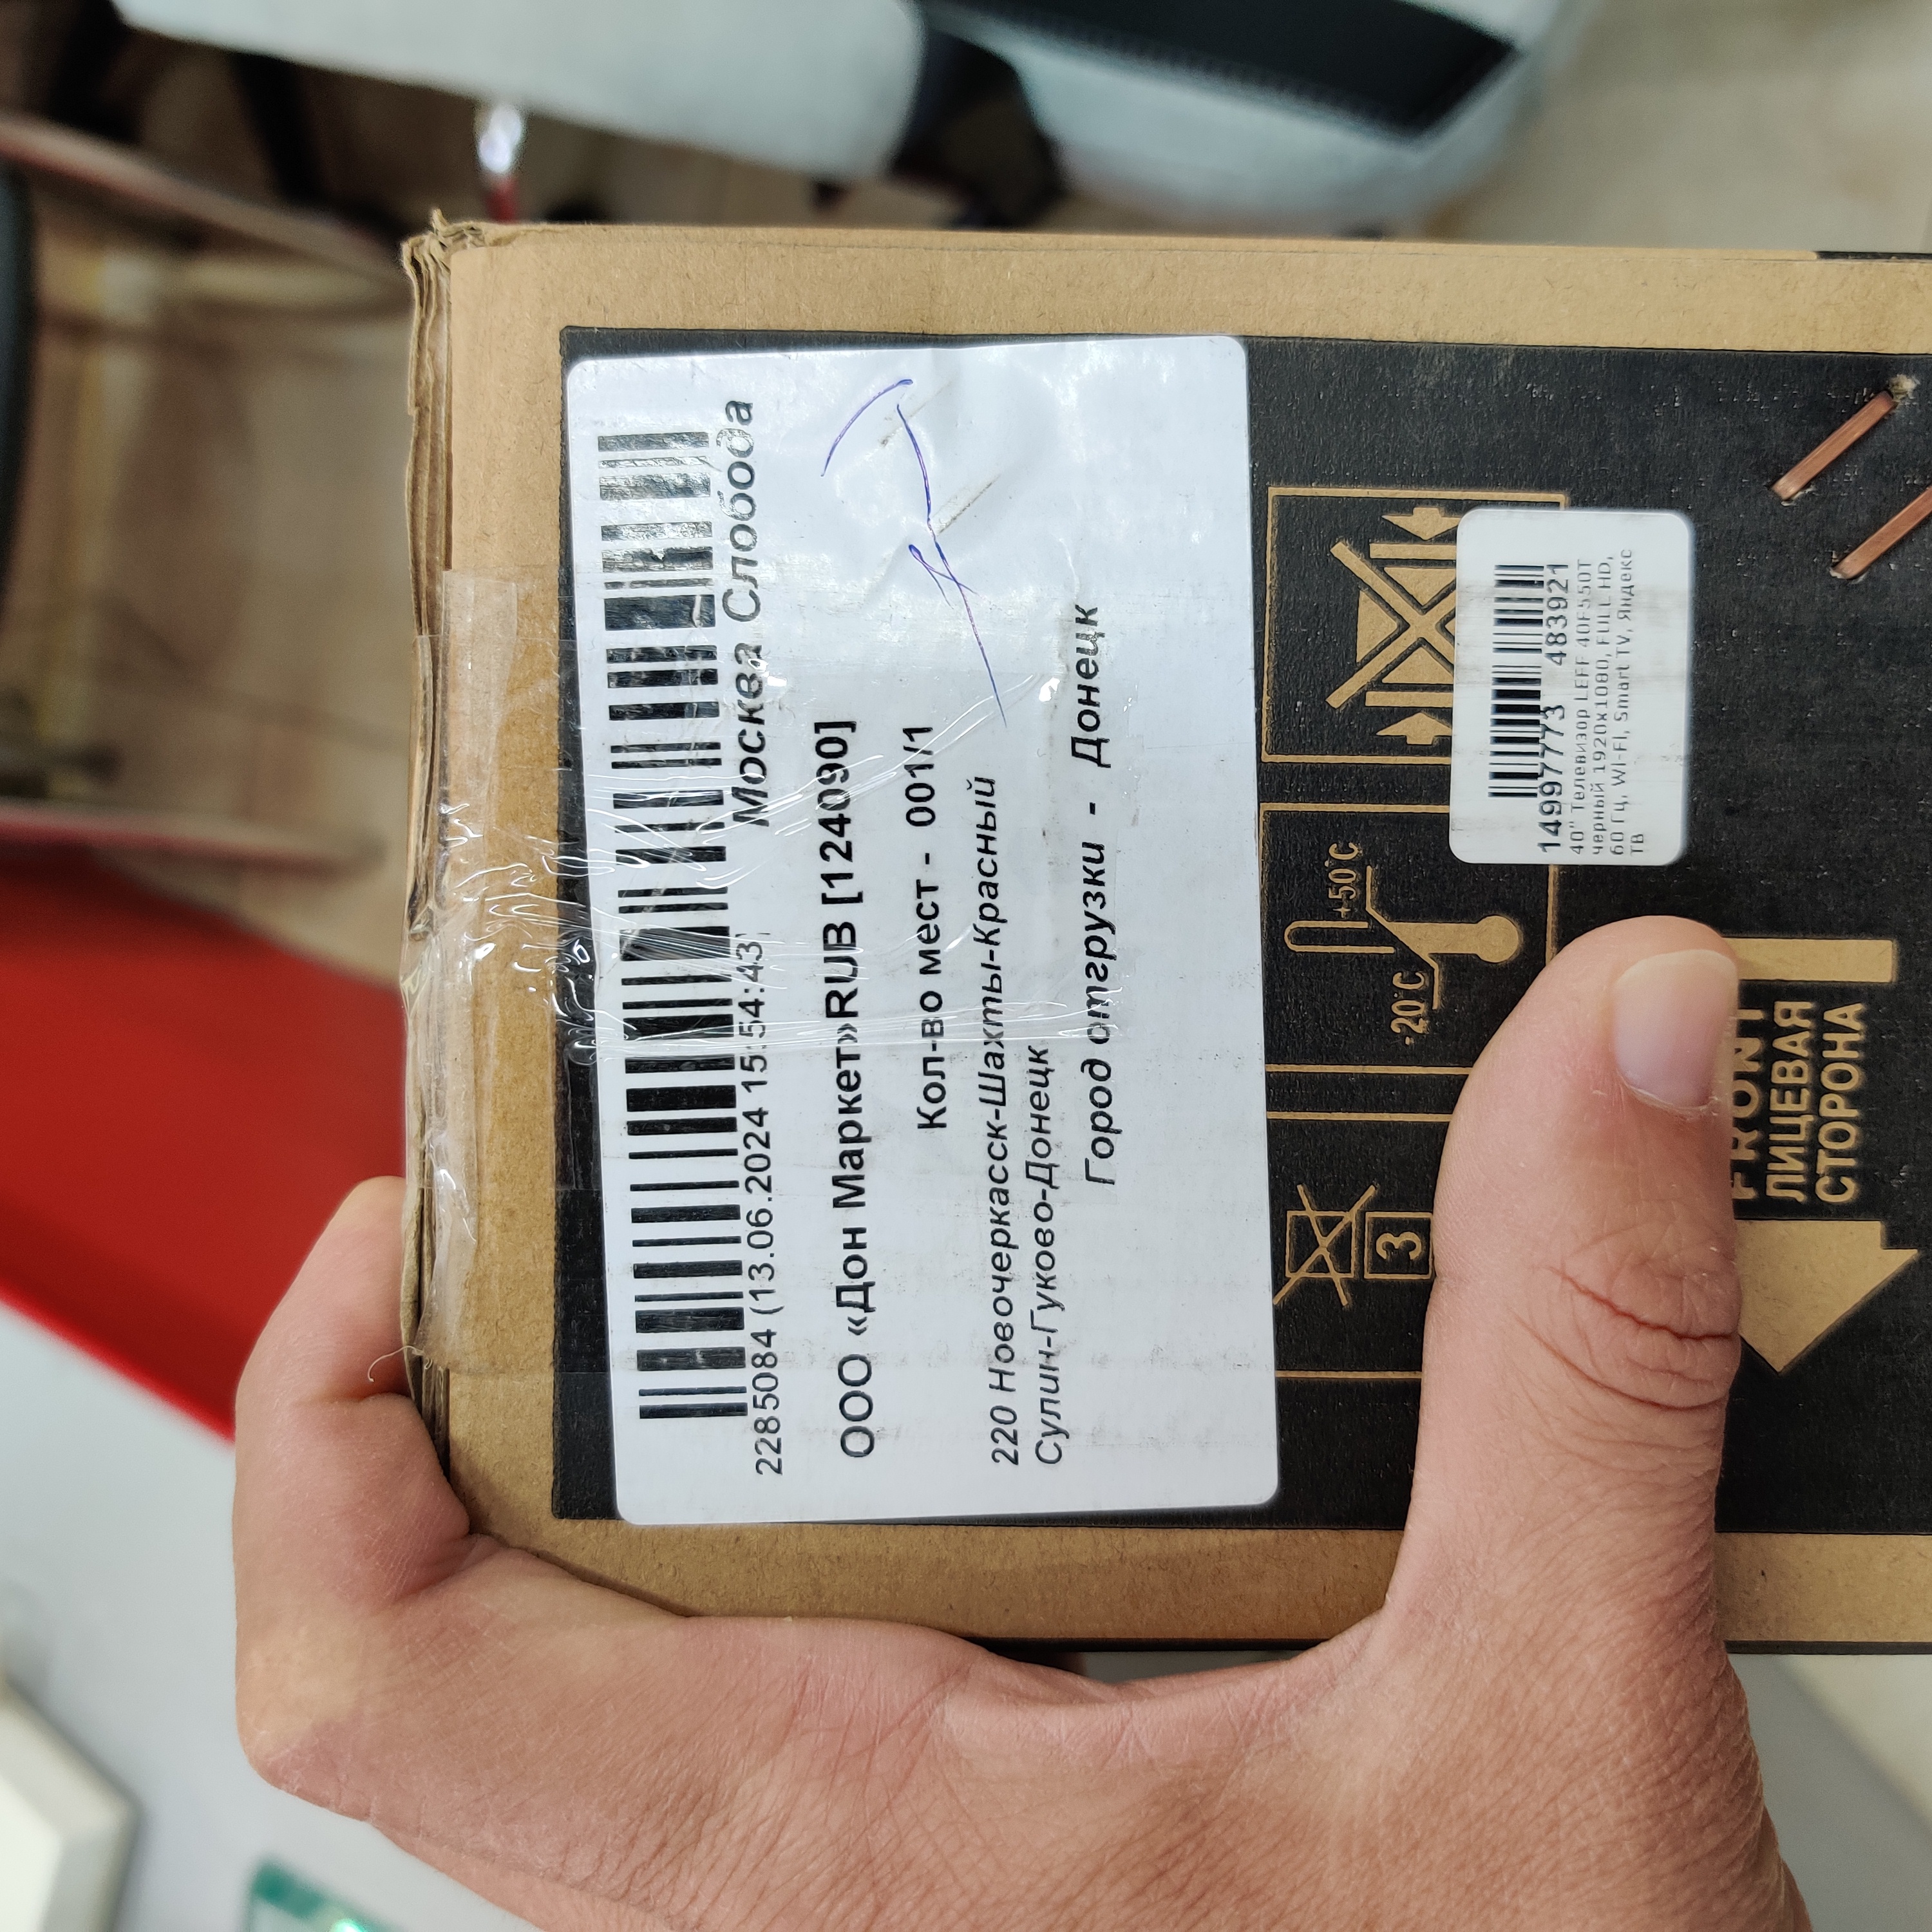 Москва Слобода
2285084 (13.06.2024 15:54:43)
ООО «Дон Маркет»RUB [124090]
Кол-во мест - 001/1
220 Новочеркасск-Шахты-Красный
Сулин-Гуково-Донецк
Город отгрузки - Донецк
-20°C
+50°C
3
14997773 483921
40" Телевизор LEFF 40F550T
черный 1920x1080, FULL HD,
60 Гц, WI-FI, Smart TV, Яндекс
ТВ
FRONT
ЛИЦЕВАЯ
СТОРОНА